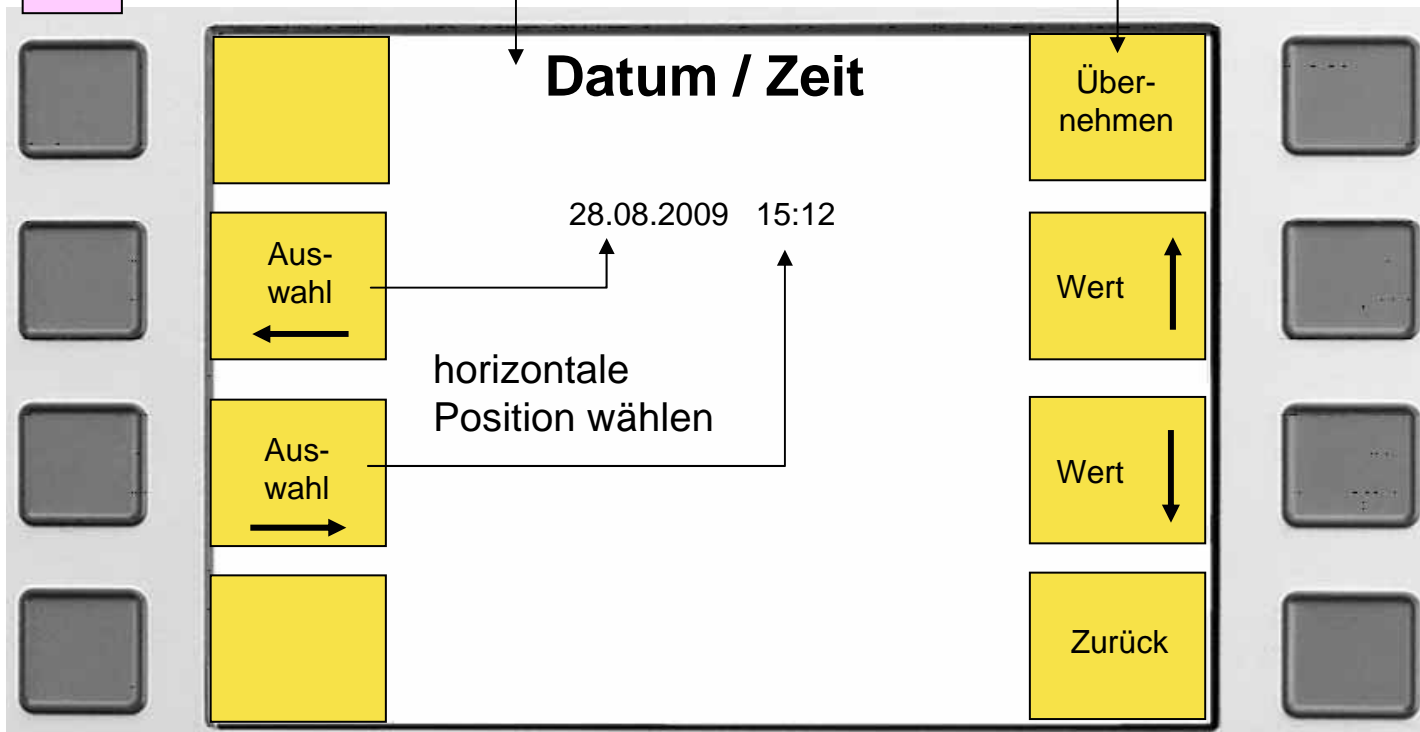 Datum / Zeit
Über-
nehmen
28.08.2009 15:12
Aus-
wahl
Wert
horizontale
Position wählen
Aus-
wahl
Wert
Zurück